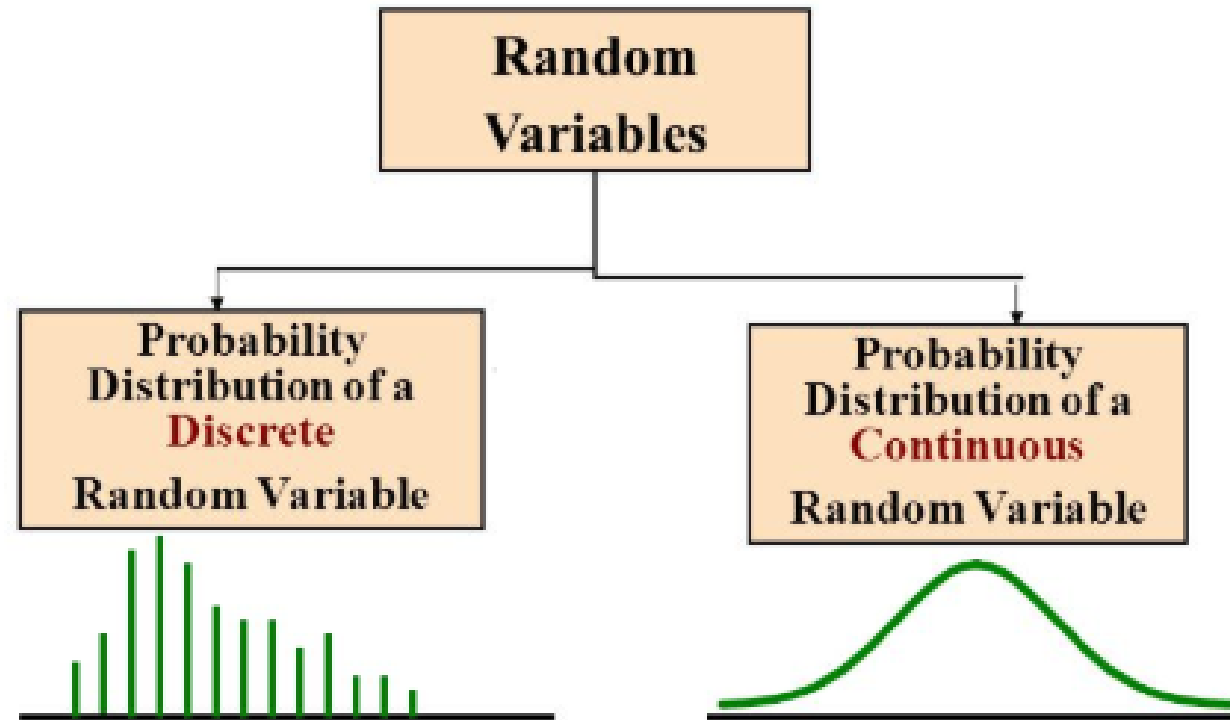 Random
Variables
Probability
Distribution of a
Discrete
Random Variable
Probability
Distribution of a
Continuous
Random Variable